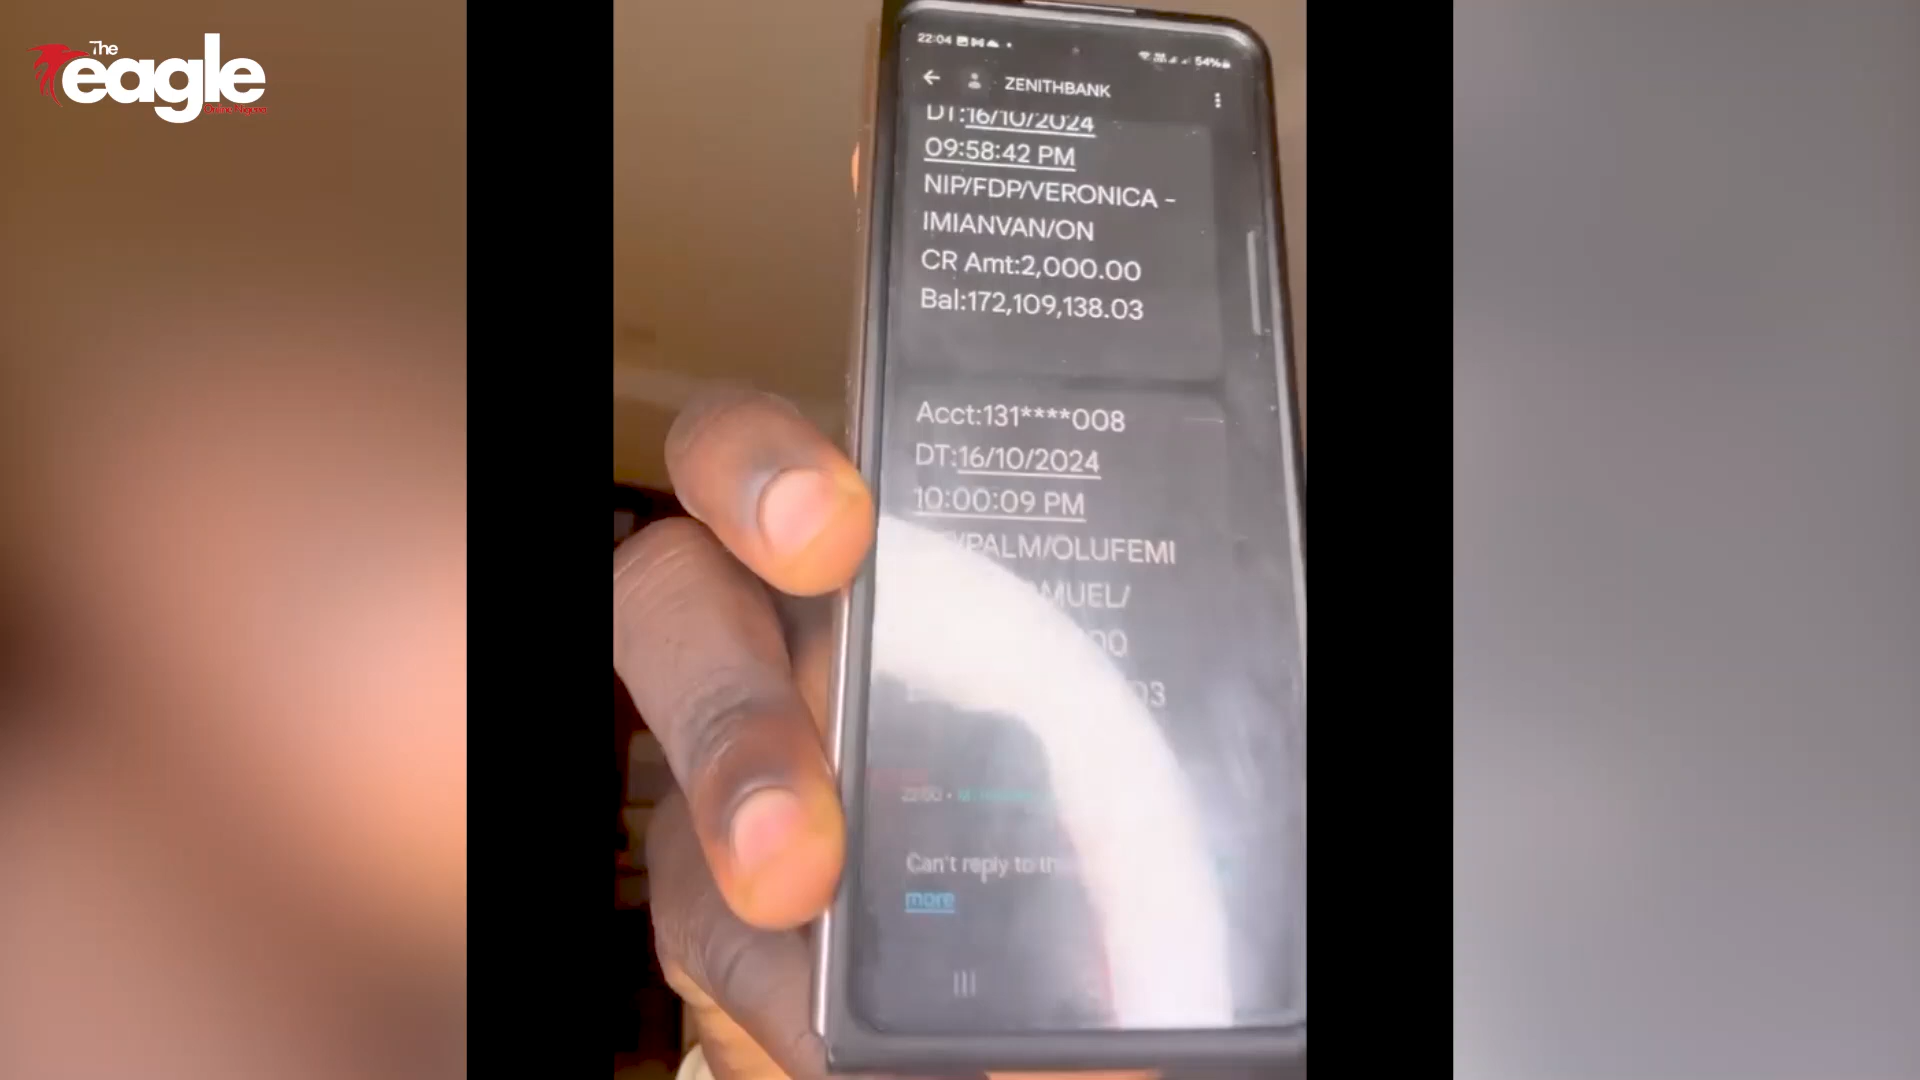 The
eagle
22:04
54%
ZENITHBANK
DT:16/10/2024
09:58:42 PM
NIP/FDP/VERONICA -
IMIANVAN/ON
CR Amt:2,000.00
Bal:172,109,138.03
Acct:131****008
DT:16/10/2024
10:00:09 PM
/PALM/OLUFEMI
22:00
Can't reply to
more